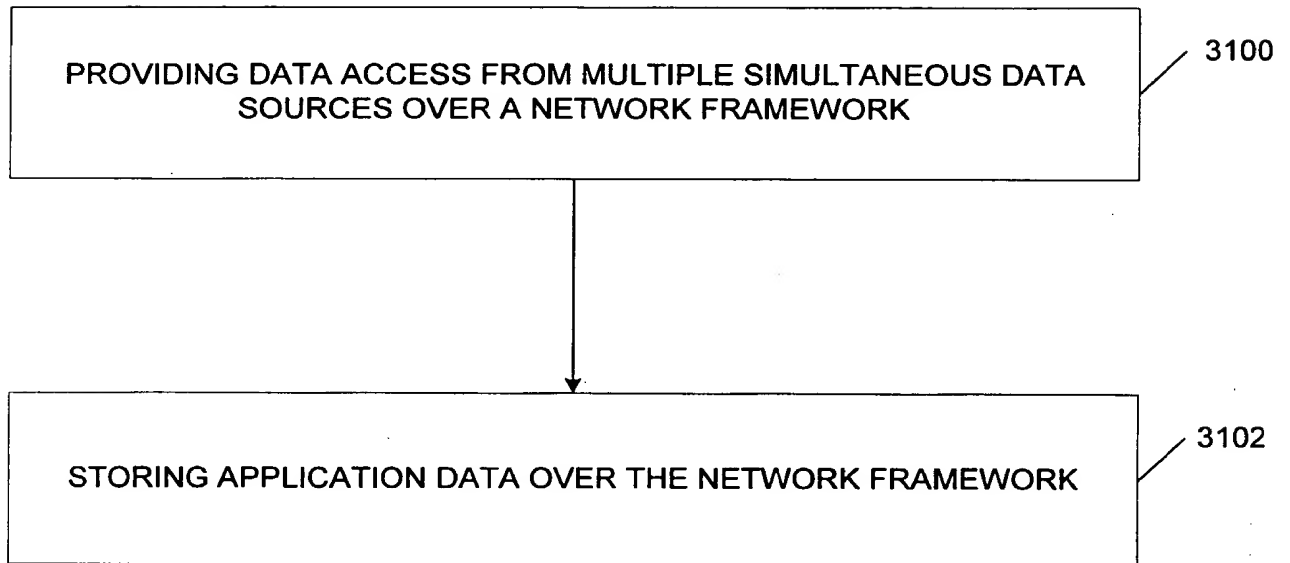 PROVIDING DATA ACCESS FROM MULTIPLE SIMULTANEOUS DATA
SOURCES OVER A NETWORK FRAMEWORK
3100
STORING APPLICATION DATA OVER THE NETWORK FRAMEWORK
3102